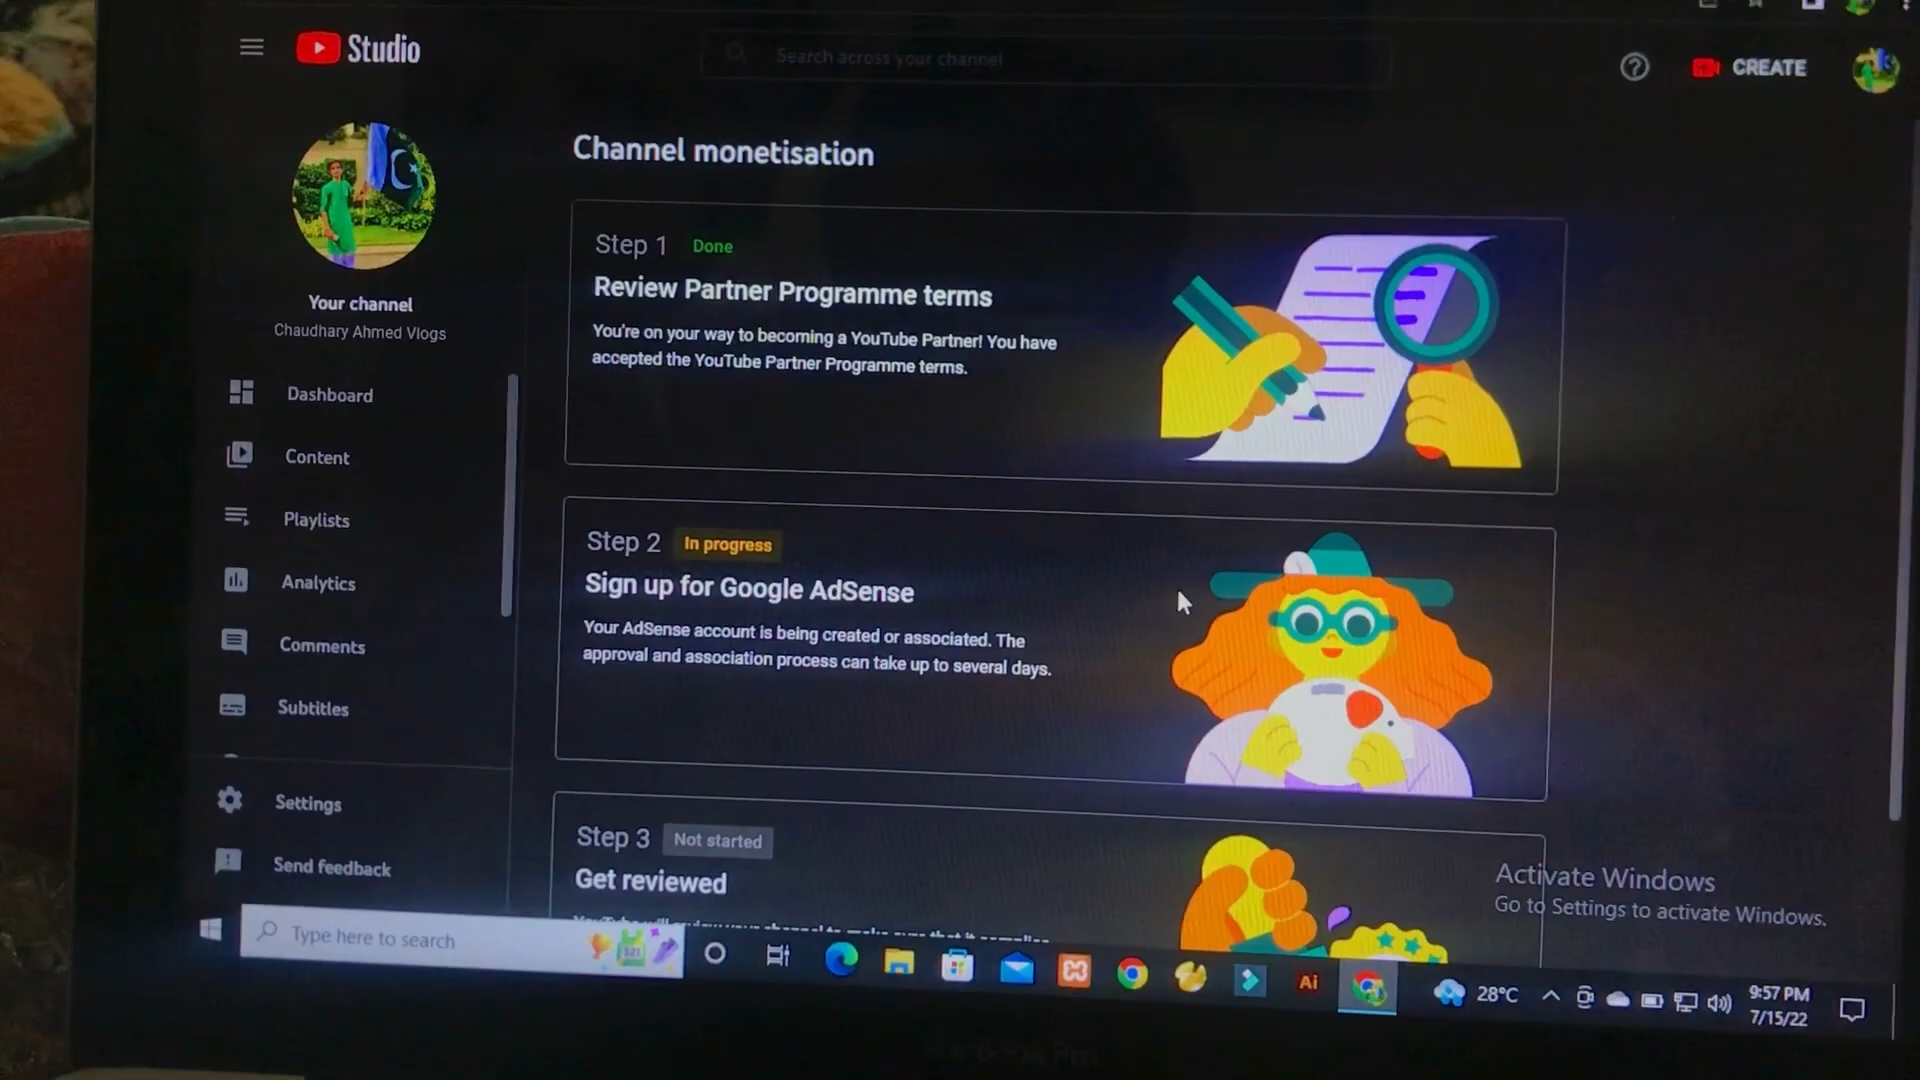 Studio
Search across your channel
CREATE
Your channel
Chaudhary Ahmed Vlogs
Dashboard
Content
Playlists
Analytics
Comments
Subtitles
Settings
Send feedback
Channel monetisation
Step 1 Done
Review Partner Programme terms
You're on your way to becoming a YouTube Partner! You have
accepted the YouTube Partner Programme terms.
Step 2 In progress
Sign up for Google AdSense
Your AdSense account is being created or associated. The
approval and association process can take up to several days.
Step 3 Not started
Get reviewed
Activate Windows
Go to Settings to activate Windows.
Type here to search
Ai
28°C
9:57 PM
7/15/22